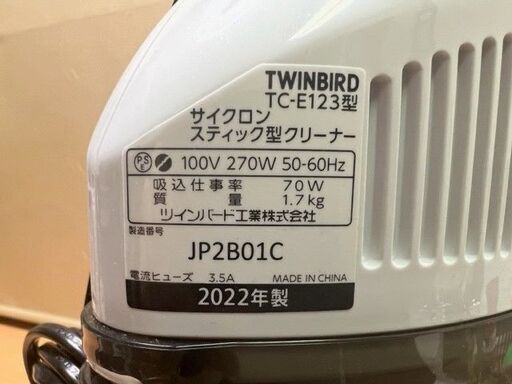 TWINBIRD
TC-E123型
サイクロン
スティック型クリーナー
PS
E 100V 270W 50-60Hz
吸込仕事率 70W
質量 1.7kg
ツインバード工業株式会社
製造番号
JP2B01C
電流ヒューズ 3.5A MADE IN CHINA
2022年製